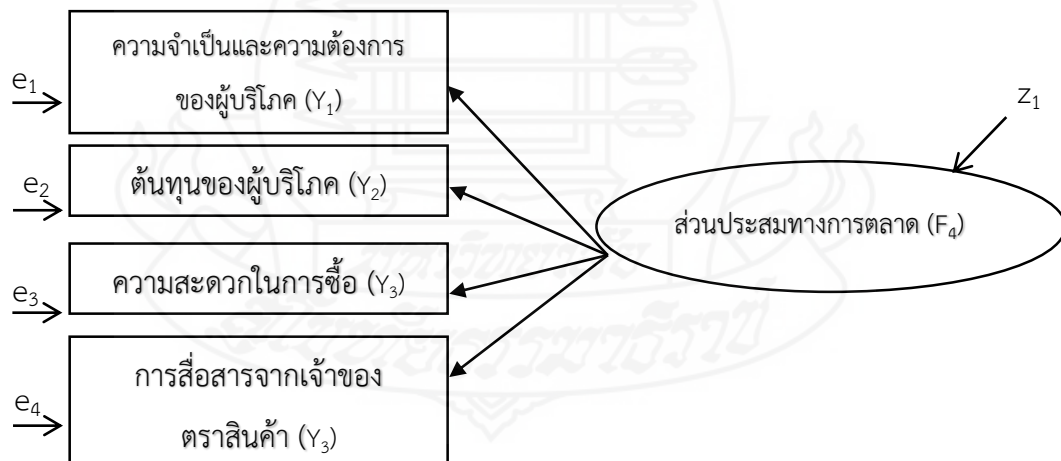 ความจำเป็นและความต้องการ
ของผู้บริโภค (Y₁)
e₁
z₁
ต้นทุนของผู้บริโภค (Y₂)
e₂
ส่วนประสมทางการตลาด (F₄)
ความสะดวกในการซื้อ (Y₃)
e₃
การสื่อสารจากเจ้าของ
ตราสินค้า (Y₃)
e₄